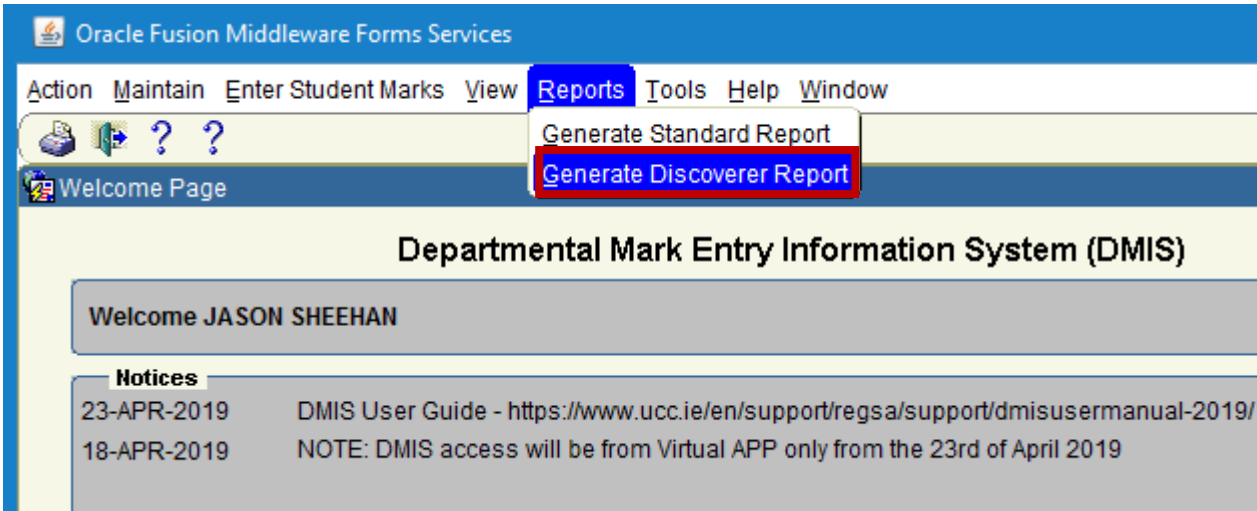 Oracle Fusion Middleware Forms Services
Action Maintain Enter Student Marks View Reports Tools Help Window
? ?
Generate Standard Report
Generate Discoverer Report
Welcome Page
Departmental Mark Entry Information System (DMIS)
Welcome JASON SHEEHAN
Notices
23-APR-2019 DMIS User Guide - https://www.ucc.ie/en/support/regsa/support/dmisusermanual-2019/
18-APR-2019 NOTE: DMIS access will be from Virtual APP only from the 23rd of April 2019